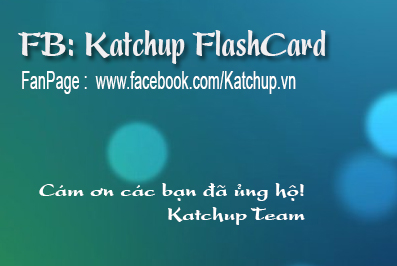 FB: Katchup FlashCard
FanPage : www.facebook.com/Katchup.vn
Cám ơn các bạn đã ủng hộ!
Katchup Team